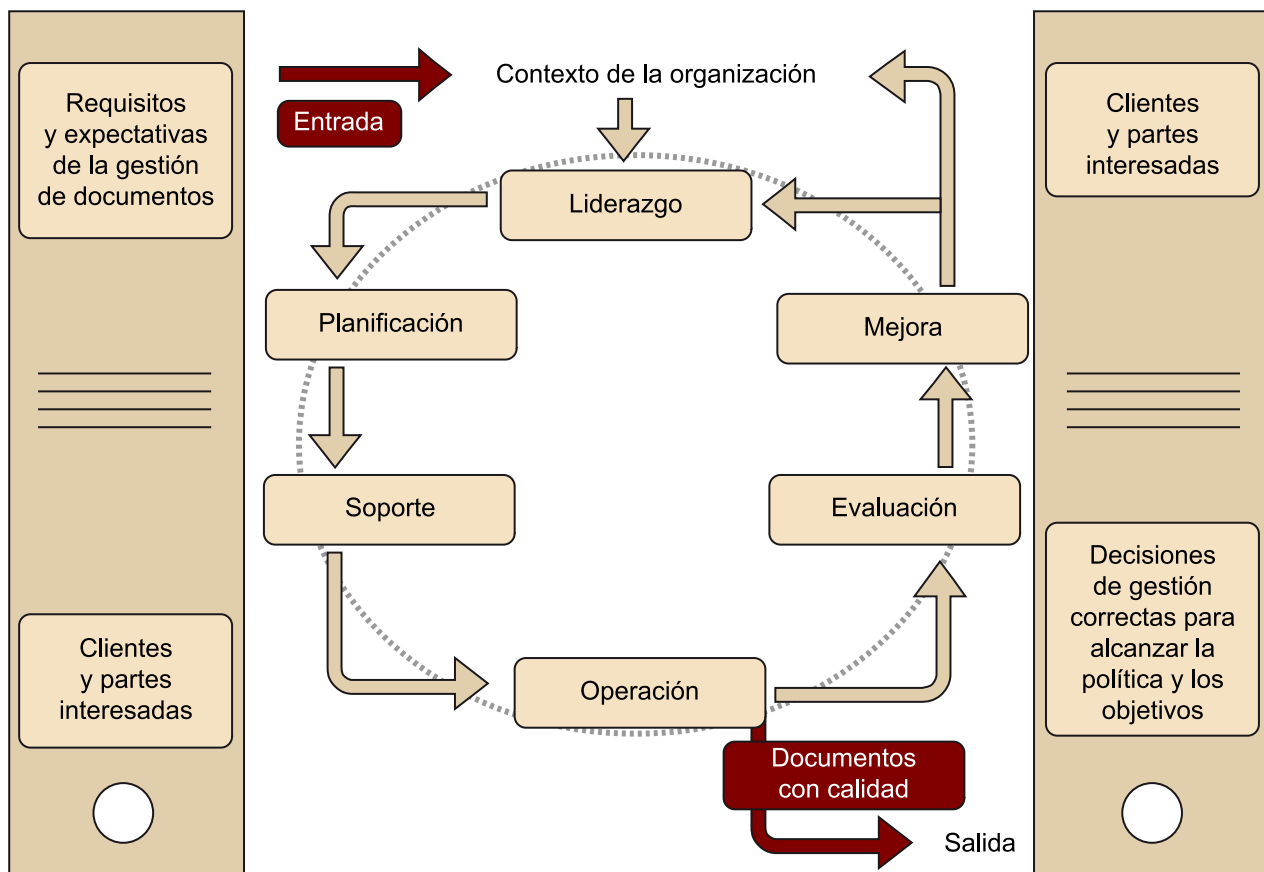 Requisitos
y expectativas
de la gestión
de documentos
Clientes
y partes
interesadas
Entrada
Contexto de la organización
Liderazgo
Planificación
Soporte
Operación
Evaluación
Mejora
Documentos
con calidad
Salida
Clientes
y partes
interesadas
Decisiones
de gestión
correctas para
alcanzar la
política y los
objetivos